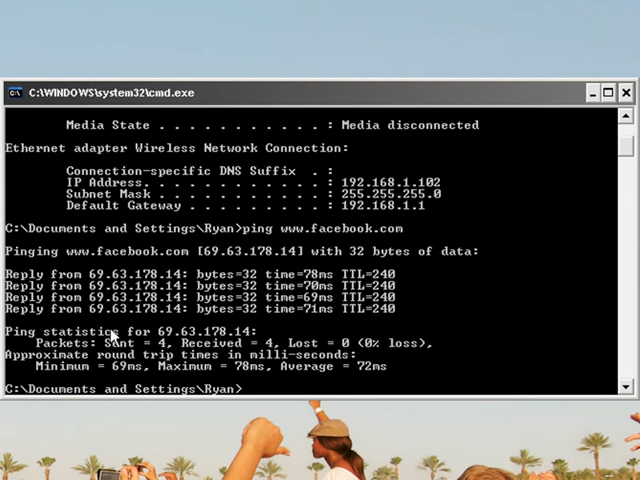 C:\WINDOWS\system32\cmd.exe
Media State . . . . . . . . . . . : Media disconnected
Ethernet adapter Wireless Network Connection:
Connection-specific DNS Suffix  . :
IP Address. . . . . . . . . . . . : 192.168.1.102
Subnet Mask . . . . . . . . . . . : 255.255.255.0
Default Gateway . . . . . . . . . : 192.168.1.1
C:\Documents and Settings\Ryan>ping www.facebook.com
Pinging www.facebook.com [69.63.178.14] with 32 bytes of data:
Reply from 69.63.178.14: bytes=32 time=78ms TTL=240
Reply from 69.63.178.14: bytes=32 time=70ms TTL=240
Reply from 69.63.178.14: bytes=32 time=69ms TTL=240
Reply from 69.63.178.14: bytes=32 time=71ms TTL=240
Ping statistics for 69.63.178.14:
Packets: Sent = 4, Received = 4, Lost = 0 (0% loss),
Approximate round trip times in milli-seconds:
Minimum = 69ms, Maximum = 78ms, Average = 72ms
C:\Documents and Settings\Ryan>